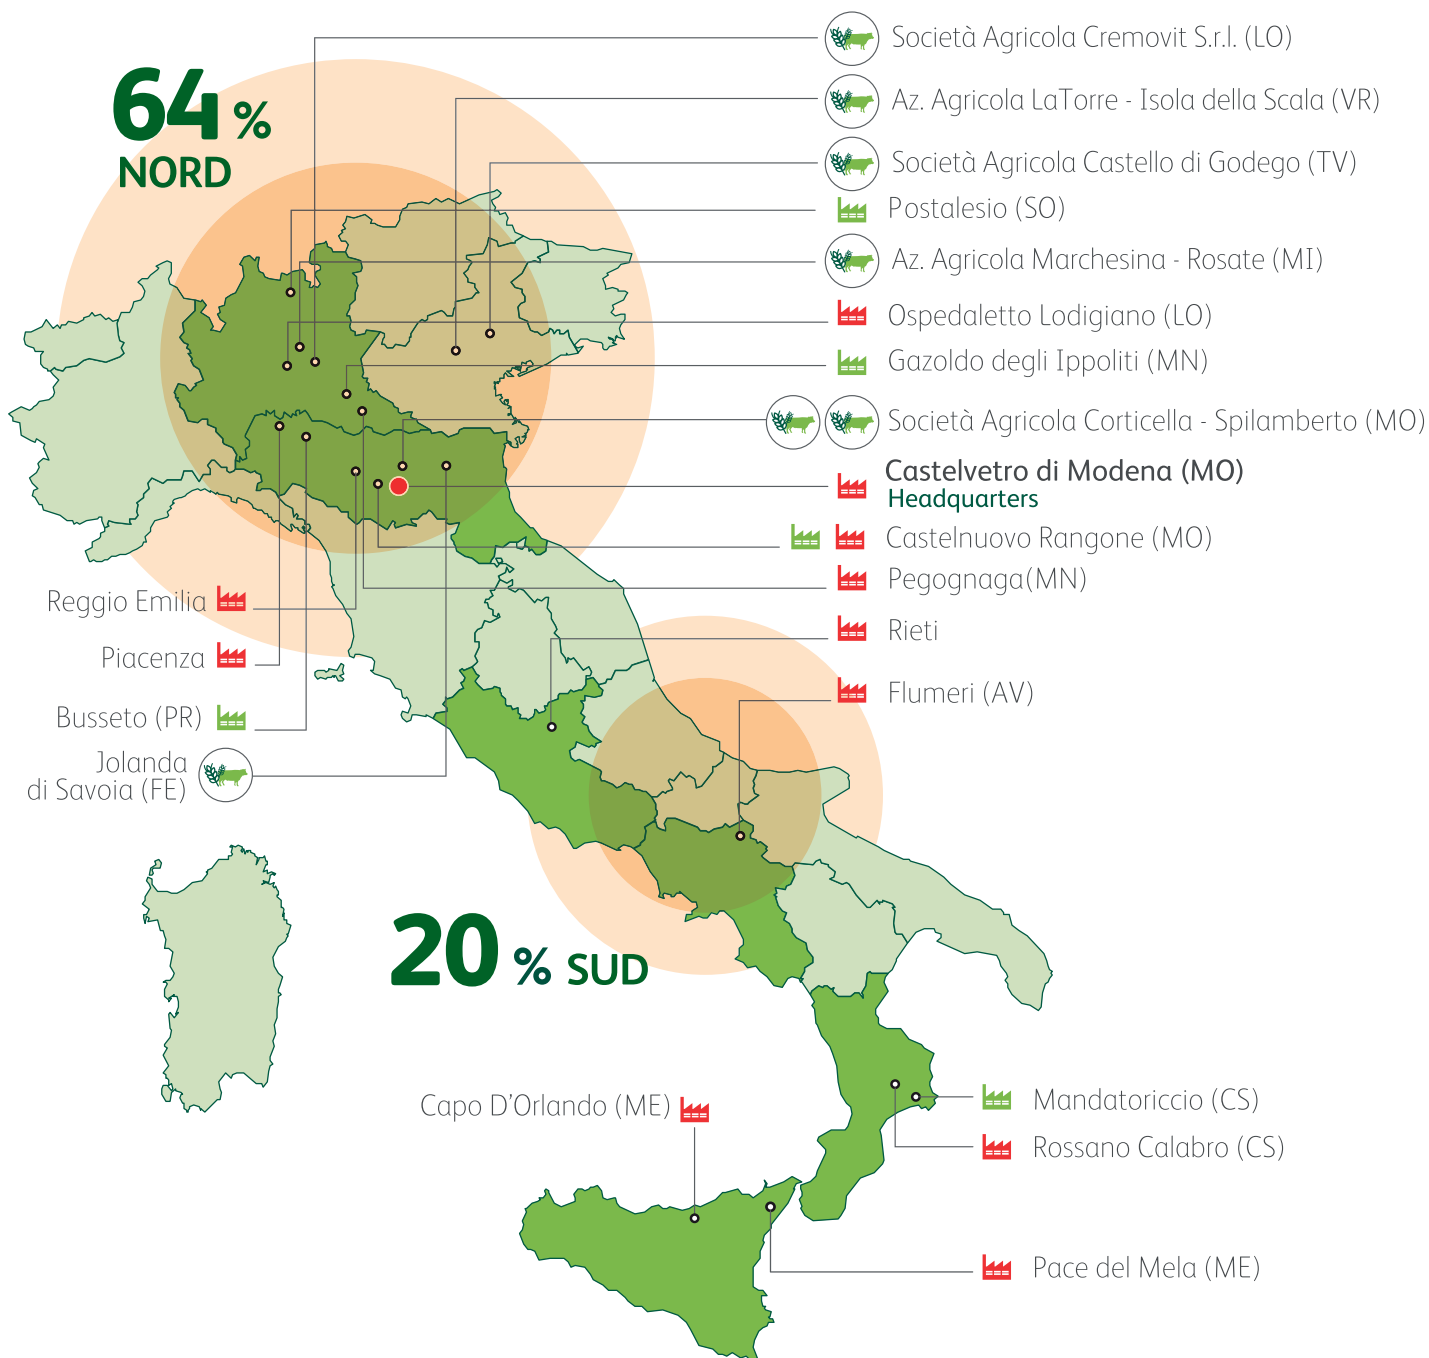 Società Agricola Cremovit S.r.l. (LO)
64 %
NORD
Az. Agricola LaTorre - Isola della Scala (VR)
Società Agricola Castello di Godego (TV)
Postalesio (SO)
Az. Agricola Marchesina - Rosate (MI)
Ospedaletto Lodigiano (LO)
Gazoldo degli Ippoliti (MN)
Società Agricola Corticella - Spilamberto (MO)
Castelvetro di Modena (MO)
Headquarters
Castelnuovo Rangone (MO)
Pegognaga(MN)
Reggio Emilia
Rieti
Piacenza
Flumeri (AV)
Busseto (PR)
Jolanda
di Savoia (FE)
20 % SUD
Capo D'Orlando (ME)
Mandatoriccio (CS)
Rossano Calabro (CS)
Pace del Mela (ME)